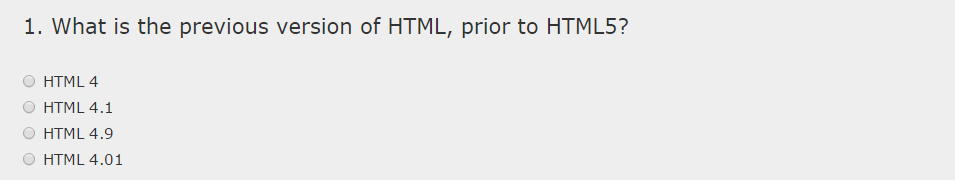 1. What is the previous version of HTML, prior to HTML5?
HTML 4
HTML 4.1
HTML 4.9
HTML 4.01